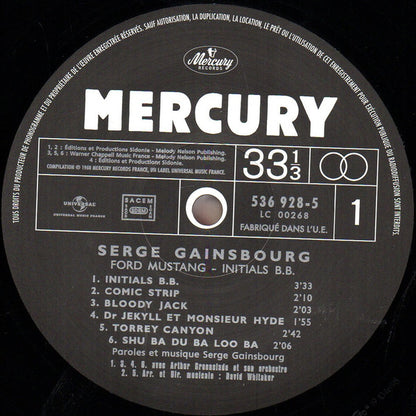 SAUF AUTORISATION, LA DUPLICATION, LA LOCATION, LE PRÊT OU L'UTILISATION DE CET ENREGISTREMENT POUR EXÉCUTION PUBLIQUE OU RADIODIFFUSION SONT INTERDITS.
TOUS DROITS DU PRODUCTEUR DE PHONOGRAMME ET DU PROPRIÉTAIRE DE L'ŒUVRE ENREGISTRÉE RÉSERVÉS.
Mercury
RECORDS
MERCURY
1, 2 : Éditions et Productions Sidonie - Melody Nelson Publishing.
3, 5, 6 : Warner Chappell Music France - Melody Nelson Publishing.
4 : Éditions et Productions Sidonie.
COMPILATION ℗ 1998 MERCURY RECORDS, UN LABEL UNIVERSAL MUSIC FRANCE.
33 1/3
UNIVERSAL
UNIVERSAL MUSIC
SACEM
SDRM
536 928-5
LC 00268
FABRIQUÉ DANS L'U.E.
1
SERGE GAINSBOURG
FORD MUSTANG - INITIALS B.B.
1. INITIALS B.B. 3'33
2. COMIC STRIP 2'10
3. BLOODY JACK 2'03
4. Dr JEKYLL ET MONSIEUR HYDE 1'55
5. TORREY CANYON 2'42
6. SHU BA DU BA LOO BA 2'06
Paroles et musique Serge Gainsbourg
1. 3. 4. 6. avec Arthur Greenslade et son orchestre
2. 5. Arr. et Dir. musicale : David Whitaker